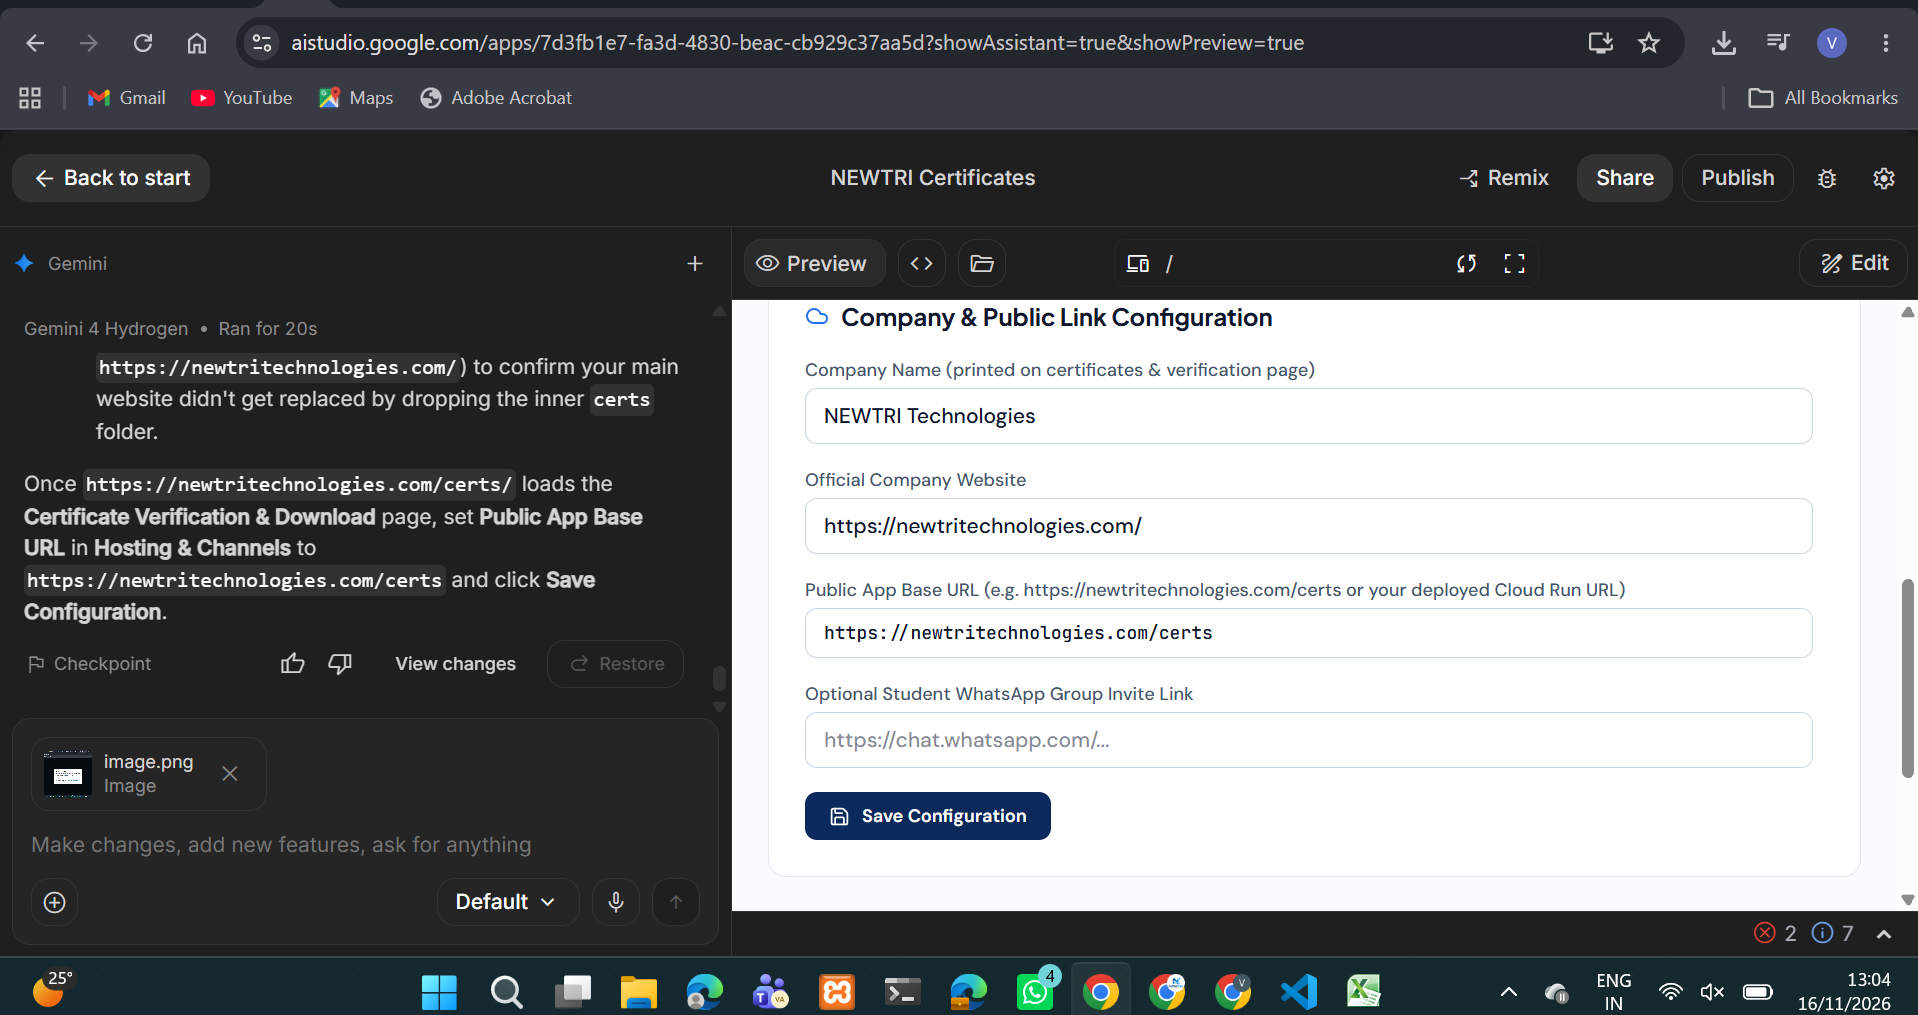 aistudio.google.com/apps/7d3fb1e7-fa3d-4830-beac-cb929c37aa5d?showAssistant=true&showPreview=true
V
Gmail
YouTube
Maps
Adobe Acrobat
All Bookmarks
Back to start
NEWTRI Certificates
Remix
Share
Publish
Gemini
Preview
/
Edit
Gemini 4 Hydrogen • Ran for 20s
https://newtritechnologies.com/) to confirm your main
website didn't get replaced by dropping the inner certs
folder.
Once https://newtritechnologies.com/certs/ loads the
Certificate Verification & Download page, set Public App Base
URL in Hosting & Channels to
https://newtritechnologies.com/certs and click Save
Configuration.
Checkpoint
View changes
Restore
image.png
Image
Make changes, add new features, ask for anything
Default
Company & Public Link Configuration
Company Name (printed on certificates & verification page)
NEWTRI Technologies
Official Company Website
https://newtritechnologies.com/
Public App Base URL (e.g. https://newtritechnologies.com/certs or your deployed Cloud Run URL)
https://newtritechnologies.com/certs
Optional Student WhatsApp Group Invite Link
https://chat.whatsapp.com/...
Save Configuration
2
7
25°
T
VA
4
V
ENG
IN
13:04
16/11/2026